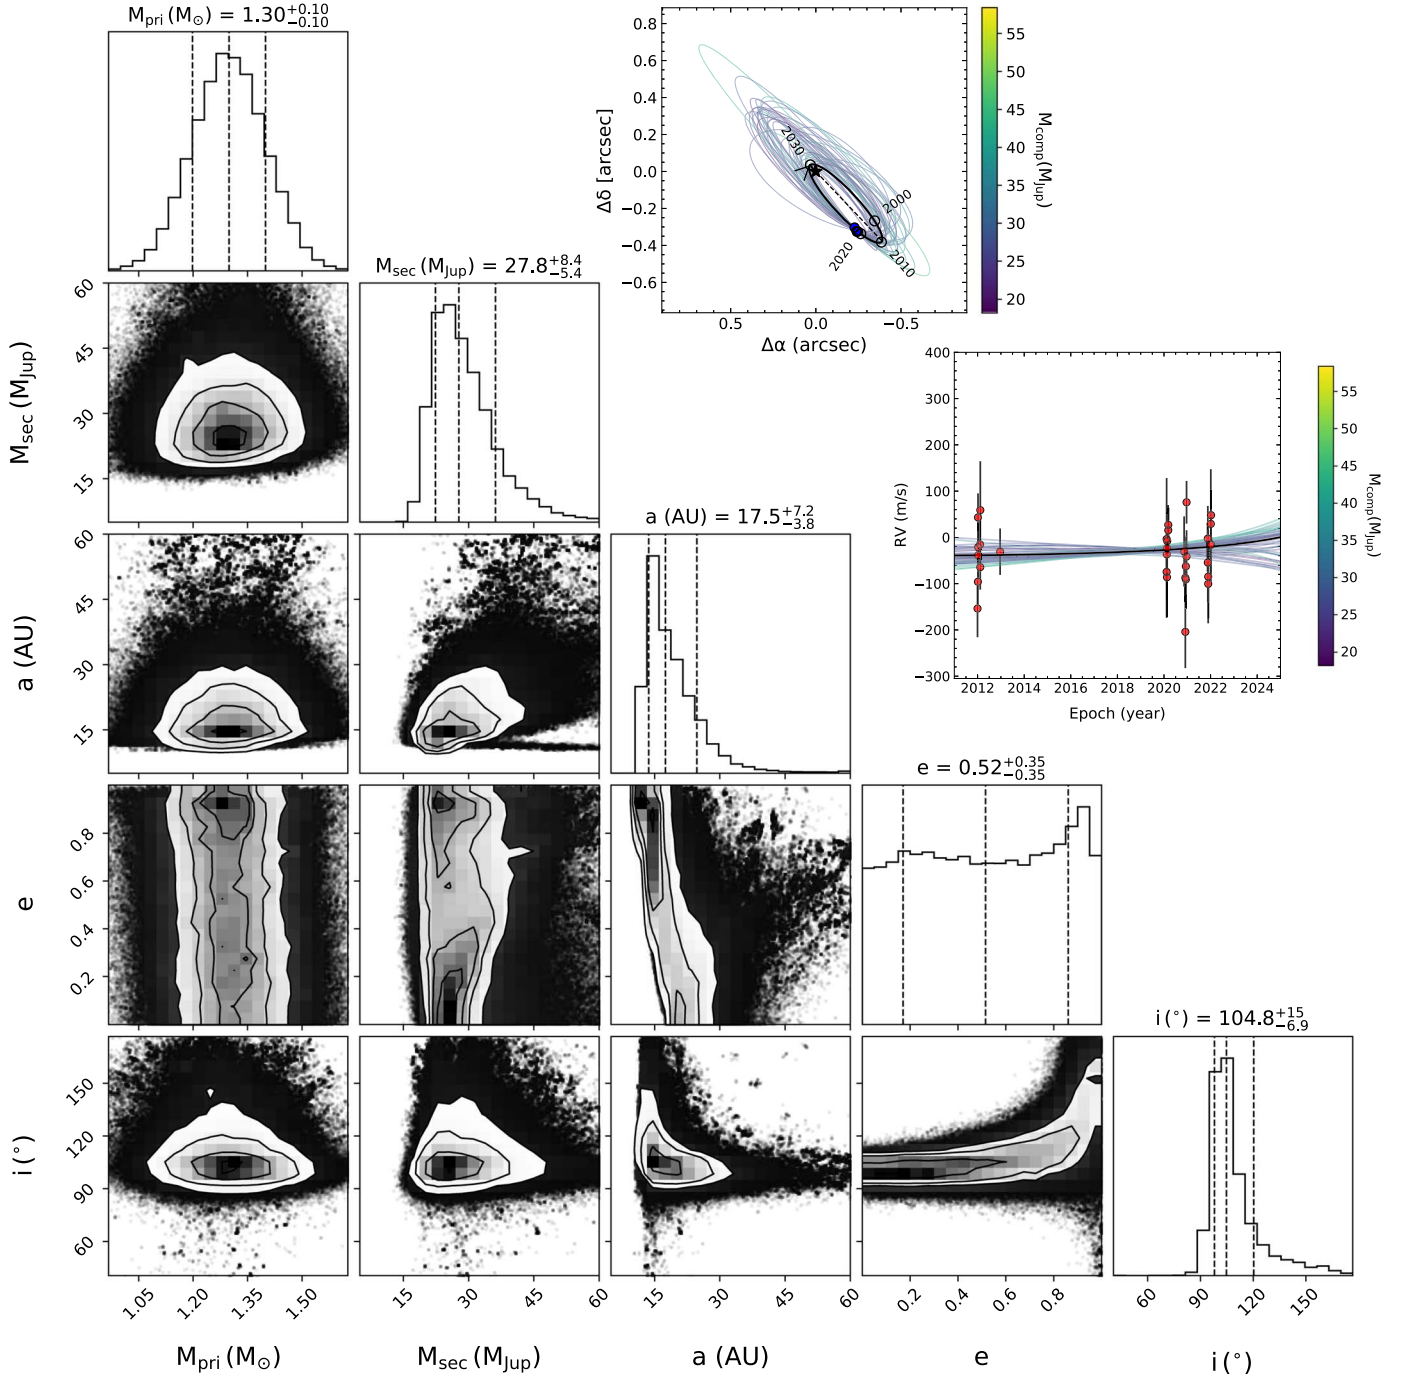 M_pri (M_⊙) = 1.30^{+0.10}_{−0.10}
0.8
0.6
0.4
0.2
0.0
−0.2
−0.4
−0.6
Δδ [arcsec]
2030
2000
2010
2020
0.5 0.0 −0.5
Δα (arcsec)
55
50
45
40
35
30
25
20
M_comp(M_Jup)
M_sec (M_Jup) = 27.8^{+8.4}_{−5.4}
60
45
30
15
M_sec (M_Jup)
400
300
200
100
0
−100
−200
−300
RV (m/s)
2012 2014 2016 2018 2020 2022 2024
Epoch (year)
55
50
45
40
35
30
25
20
M_comp(M_Jup)
a (AU) = 17.5^{+7.2}_{−3.8}
60
45
30
15
a (AU)
e = 0.52^{+0.35}_{−0.35}
0.8
0.6
0.4
0.2
e
i (°) = 104.8^{+15}_{−6.9}
150
120
90
60
i (°)
1.05 1.20 1.35 1.50
15 30 45 60
15 30 45 60
0.2 0.4 0.6 0.8
60 90 120 150
M_pri (M_⊙)
M_sec (M_Jup)
a (AU)
e
i (°)